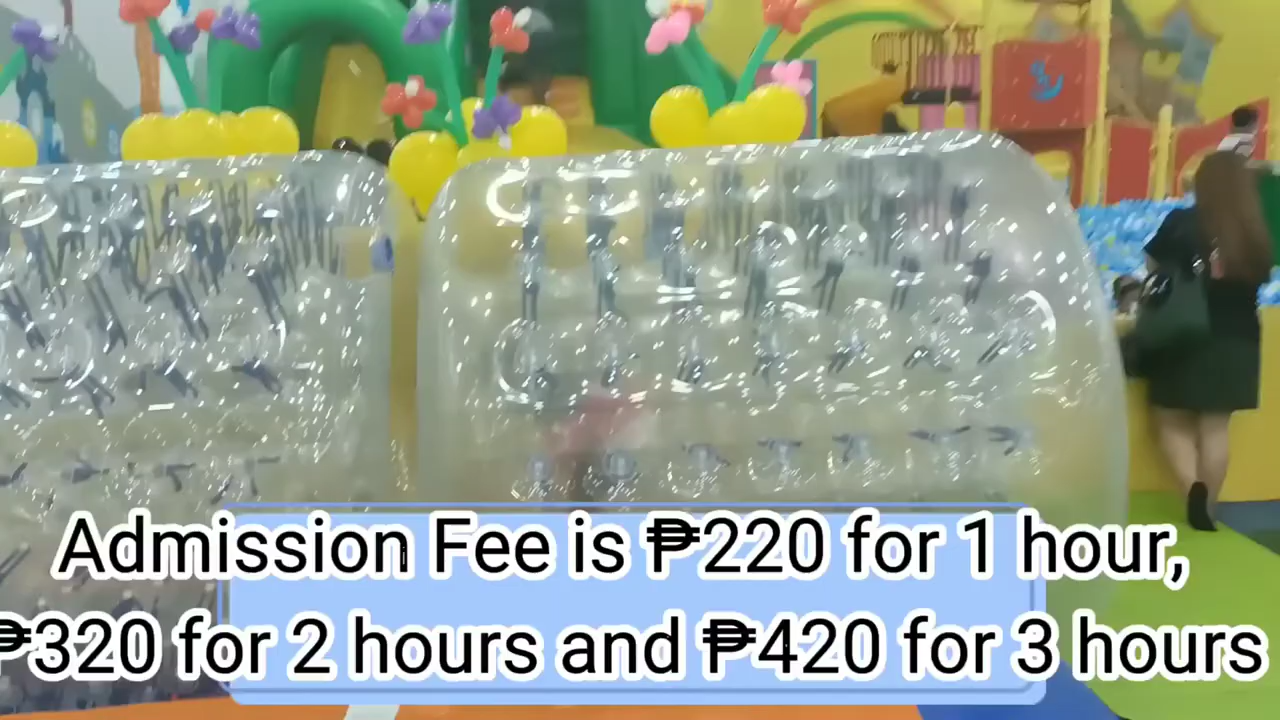 Admission Fee is ₱220 for 1 hour,
₱320 for 2 hours and ₱420 for 3 hours